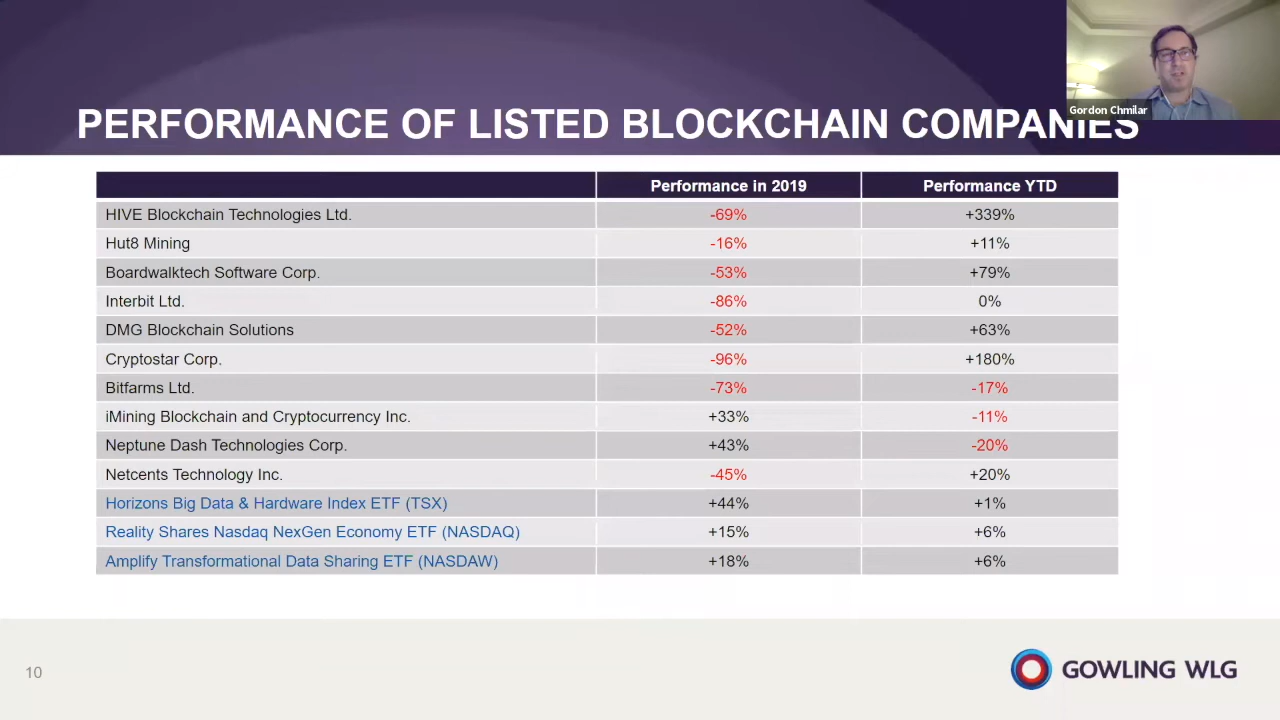 Gordon Chmilar
PERFORMANCE OF LISTED BLOCKCHAIN COMPANIES
Performance in 2019 Performance YTD
HIVE Blockchain Technologies Ltd. -69% +339%
Hut8 Mining -16% +11%
Boardwalktech Software Corp. -53% +79%
Interbit Ltd. -86% 0%
DMG Blockchain Solutions -52% +63%
Cryptostar Corp. -96% +180%
Bitfarms Ltd. -73% -17%
iMining Blockchain and Cryptocurrency Inc. +33% -11%
Neptune Dash Technologies Corp. +43% -20%
Netcents Technology Inc. -45% +20%
Horizons Big Data & Hardware Index ETF (TSX) +44% +1%
Reality Shares Nasdaq NexGen Economy ETF (NASDAQ) +15% +6%
Amplify Transformational Data Sharing ETF (NASDAW) +18% +6%
10
GOWLING WLG